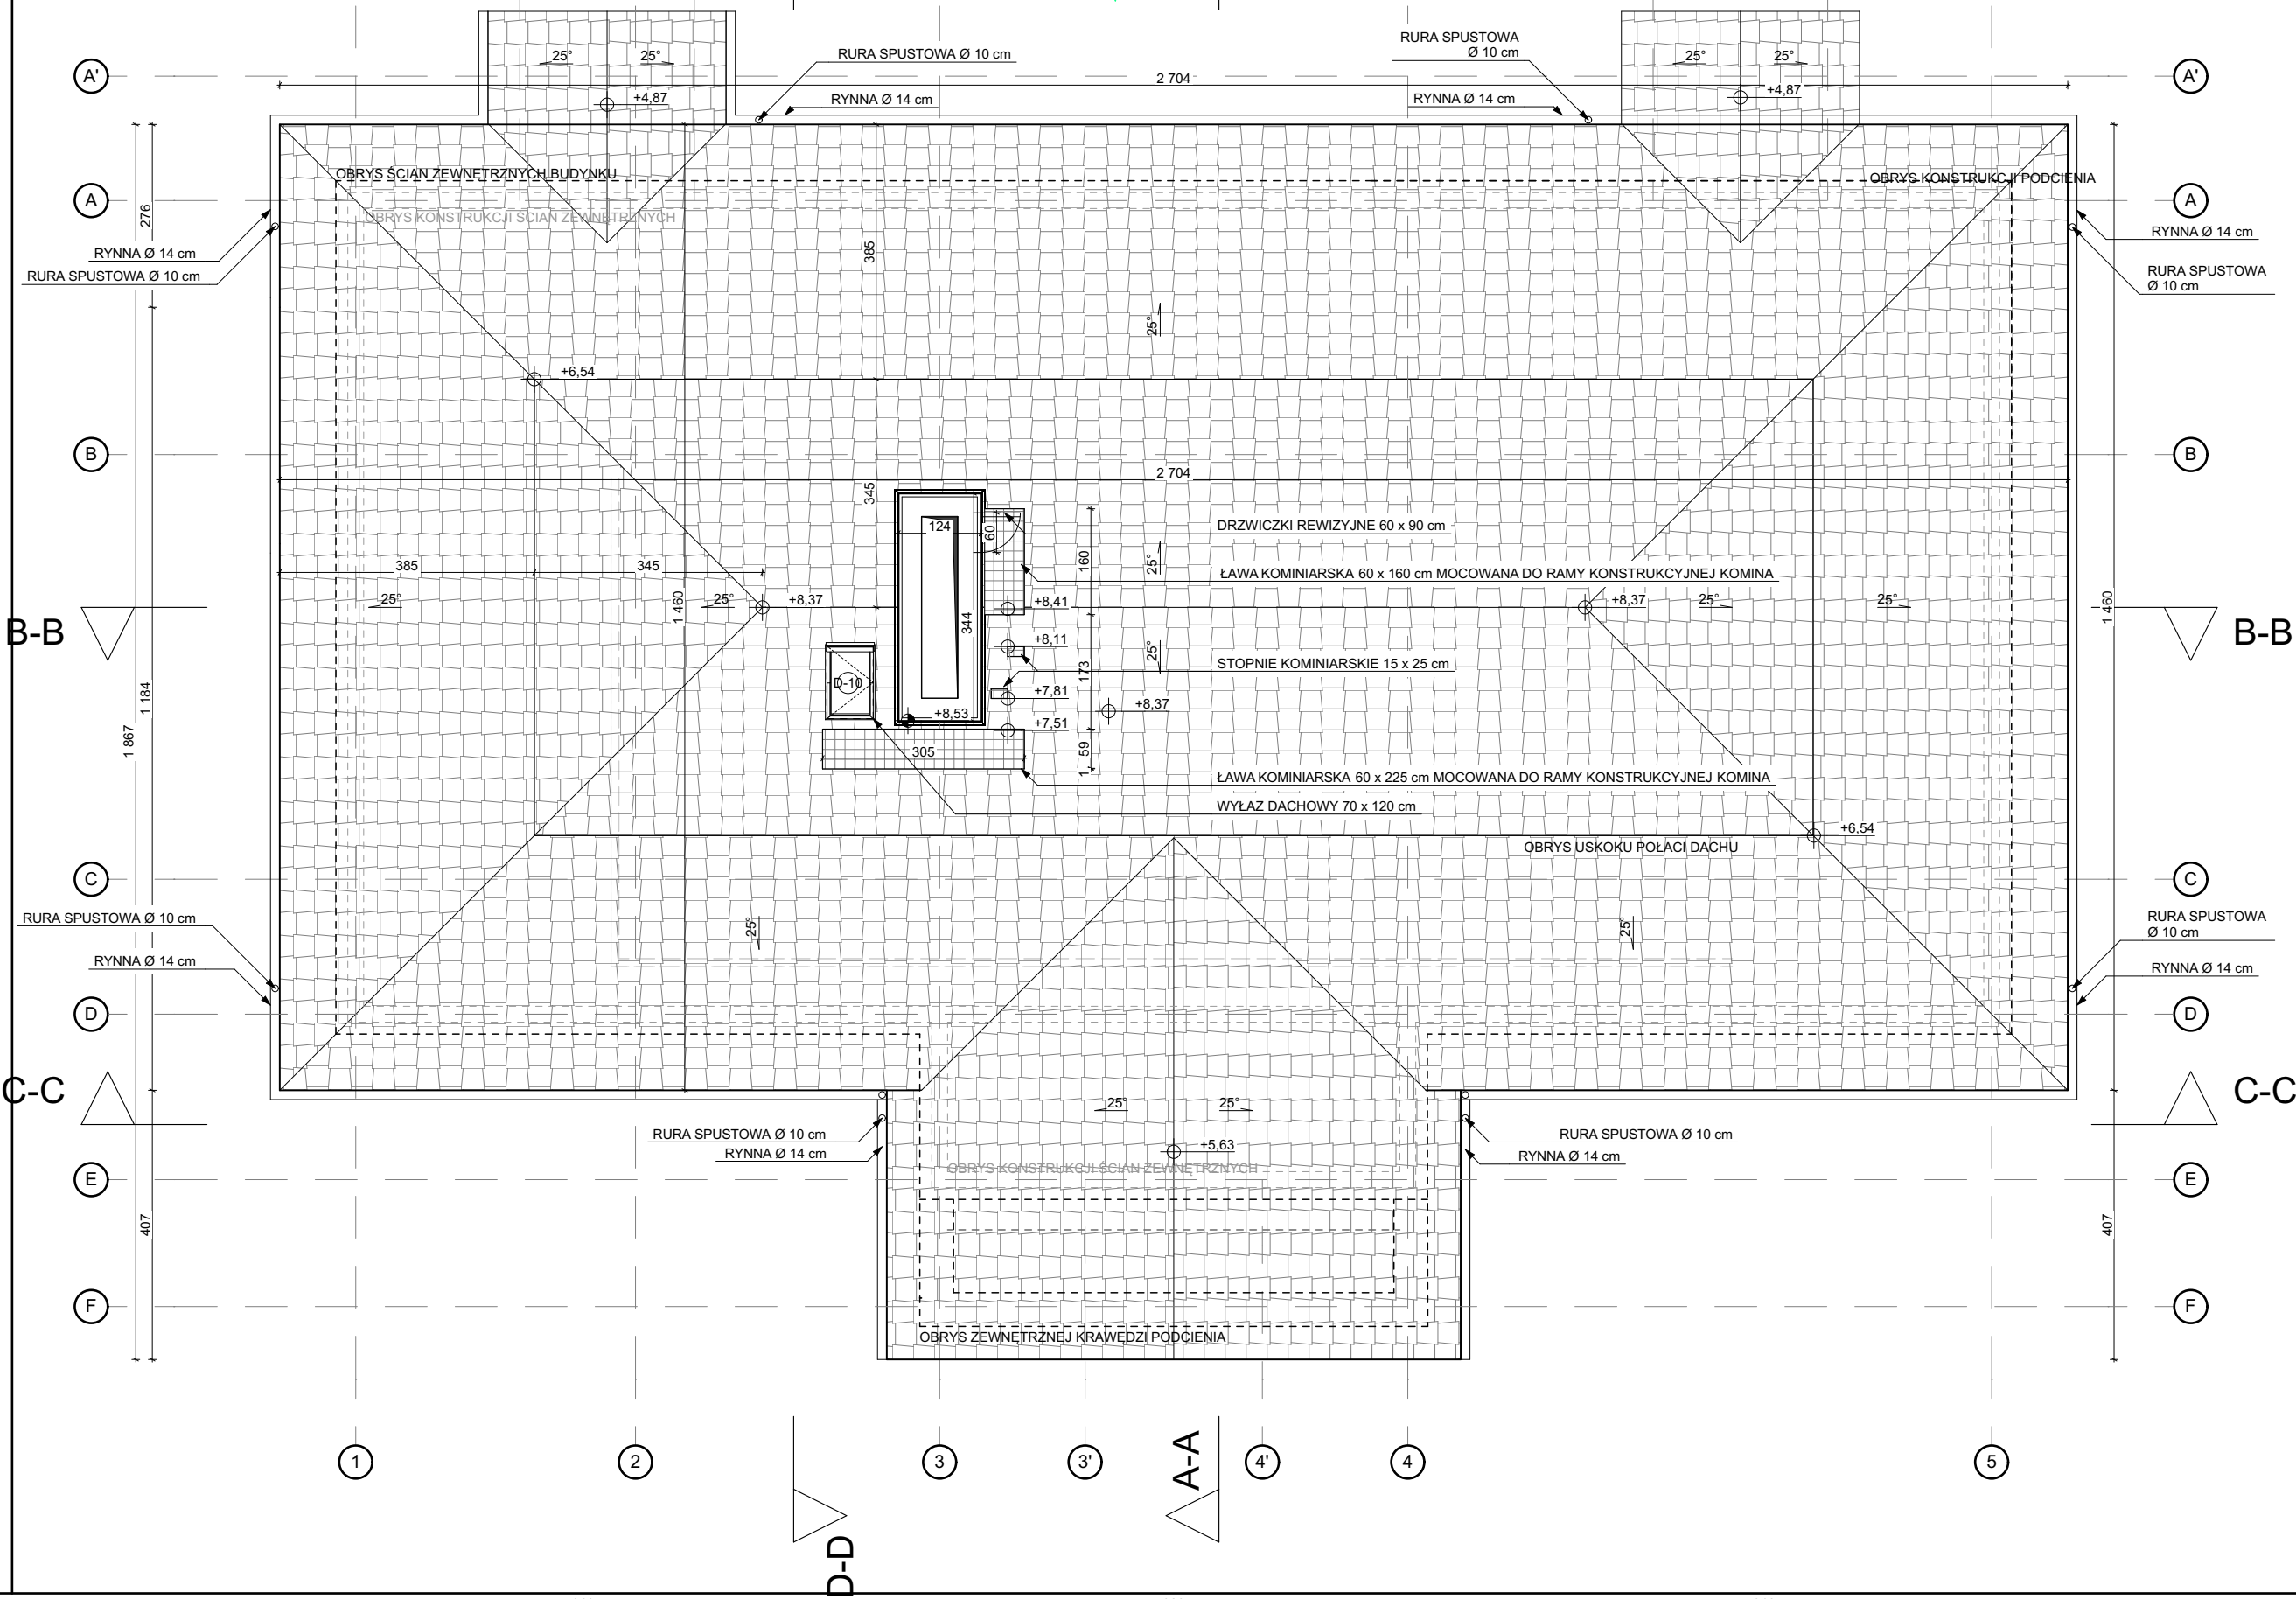 RURA SPUSTOWA Ø 10 cm
RURA SPUSTOWA
Ø 10 cm
25°
25°
25°
25°
A'
2 704
A'
+4,87
RYNNA Ø 14 cm
RYNNA Ø 14 cm
+4,87
OBRYS ŚCIAN ZEWNĘTRZNYCH BUDYNKU
OBRYS KONSTRUKCJI PODCIENIA
A
276
OBRYS KONSTRUKCJI ŚCIAN ZEWNĘTRZNYCH
A
RYNNA Ø 14 cm
RURA SPUSTOWA Ø 10 cm
385
RYNNA Ø 14 cm
RURA SPUSTOWA
Ø 10 cm
25°
+6,54
B
B
2 704
345
124
60
DRZWICZKI REWIZYJNE 60 x 90 cm
160
25°
385
345
ŁAWA KOMINIARSKA 60 x 160 cm MOCOWANA DO RAMY KONSTRUKCYJNEJ KOMINA
25°
25°
+8,37
+8,41
+8,37
25°
25°
1 460
344
1 460
B-B
+8,11
B-B
173
25°
STOPNIE KOMINIARSKIE 15 x 25 cm
D-10
+7,81
1 184
+8,53
+8,37
+7,51
1 867
305
1 59
ŁAWA KOMINIARSKA 60 x 225 cm MOCOWANA DO RAMY KONSTRUKCYJNEJ KOMINA
WYŁAZ DACHOWY 70 x 120 cm
+6,54
OBRYS USKOKU POŁACI DACHU
C
C
RURA SPUSTOWA Ø 10 cm
RURA SPUSTOWA
Ø 10 cm
25°
25°
RYNNA Ø 14 cm
RYNNA Ø 14 cm
D
D
C-C
C-C
25°
25°
RURA SPUSTOWA Ø 10 cm
RYNNA Ø 14 cm
+5,63
RURA SPUSTOWA Ø 10 cm
RYNNA Ø 14 cm
OBRYS KONSTRUKCJI ŚCIAN ZEWNĘTRZNYCH
E
E
407
407
F
F
OBRYS ZEWNĘTRZNEJ KRAWĘDZI PODCIENIA
1
2
3
3'
A-A
4'
4
5
D-D